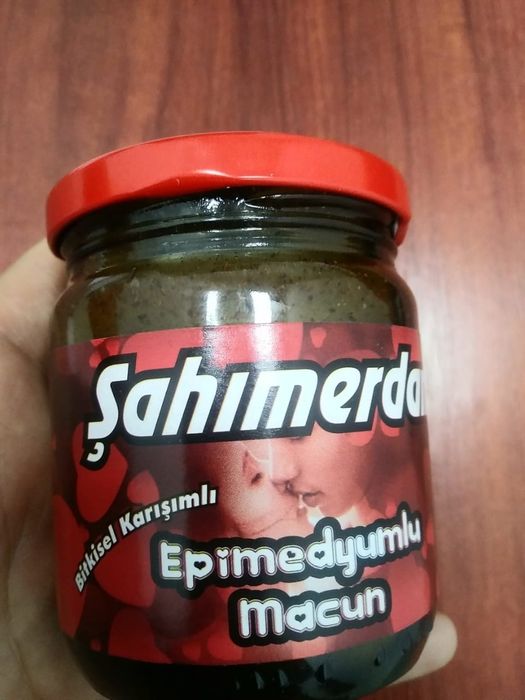 Şahımerda
Bitkisel Karışımlı
Epimedyumlu
Macun